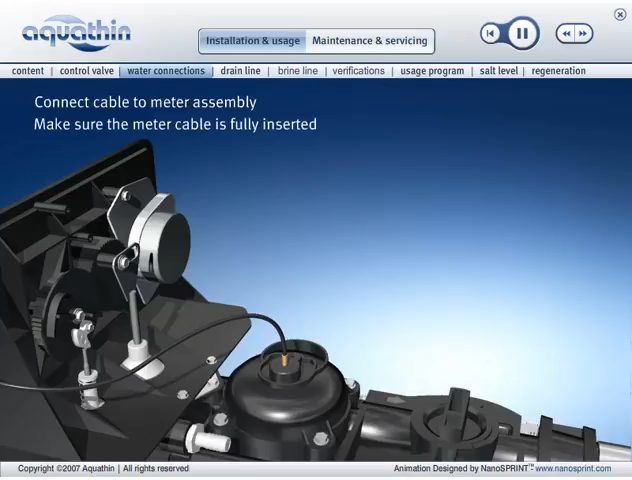 aquathin
Installation & usage
Maintenance & servicing
content | control valve | water connections | drain line | brine line | verifications | usage program | salt level | regeneration
Connect cable to meter assembly
Make sure the meter cable is fully inserted
Copyright ©2007 Aquathin | All rights reserved
Animation Designed by NanoSPRINT™- www.nanosprint.com